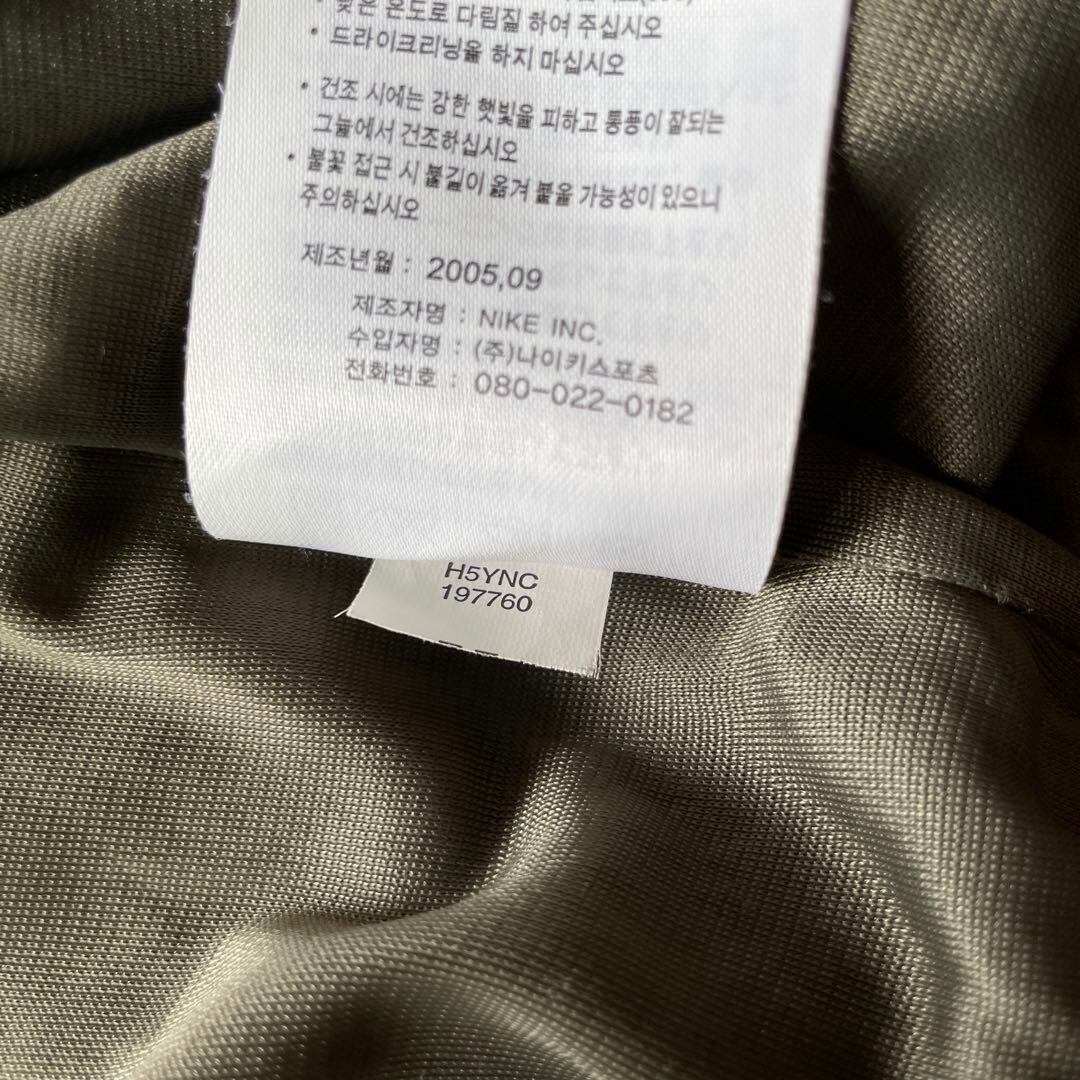 낮은 온도로 다림질 하여 주십시오
• 드라이크리닝을 하지 마십시오
• 건조 시에는 강한 햇빛을 피하고 통풍이 잘되는
그늘에서 건조하십시오
• 불꽃 접근 시 불길이 옮겨 붙을 가능성이 있으니
주의하십시오
제조년월 : 2005,09
제조자명 : NIKE INC.
수입자명 : (주)나이키스포츠
전화번호 : 080-022-0182
H5YNC
197760